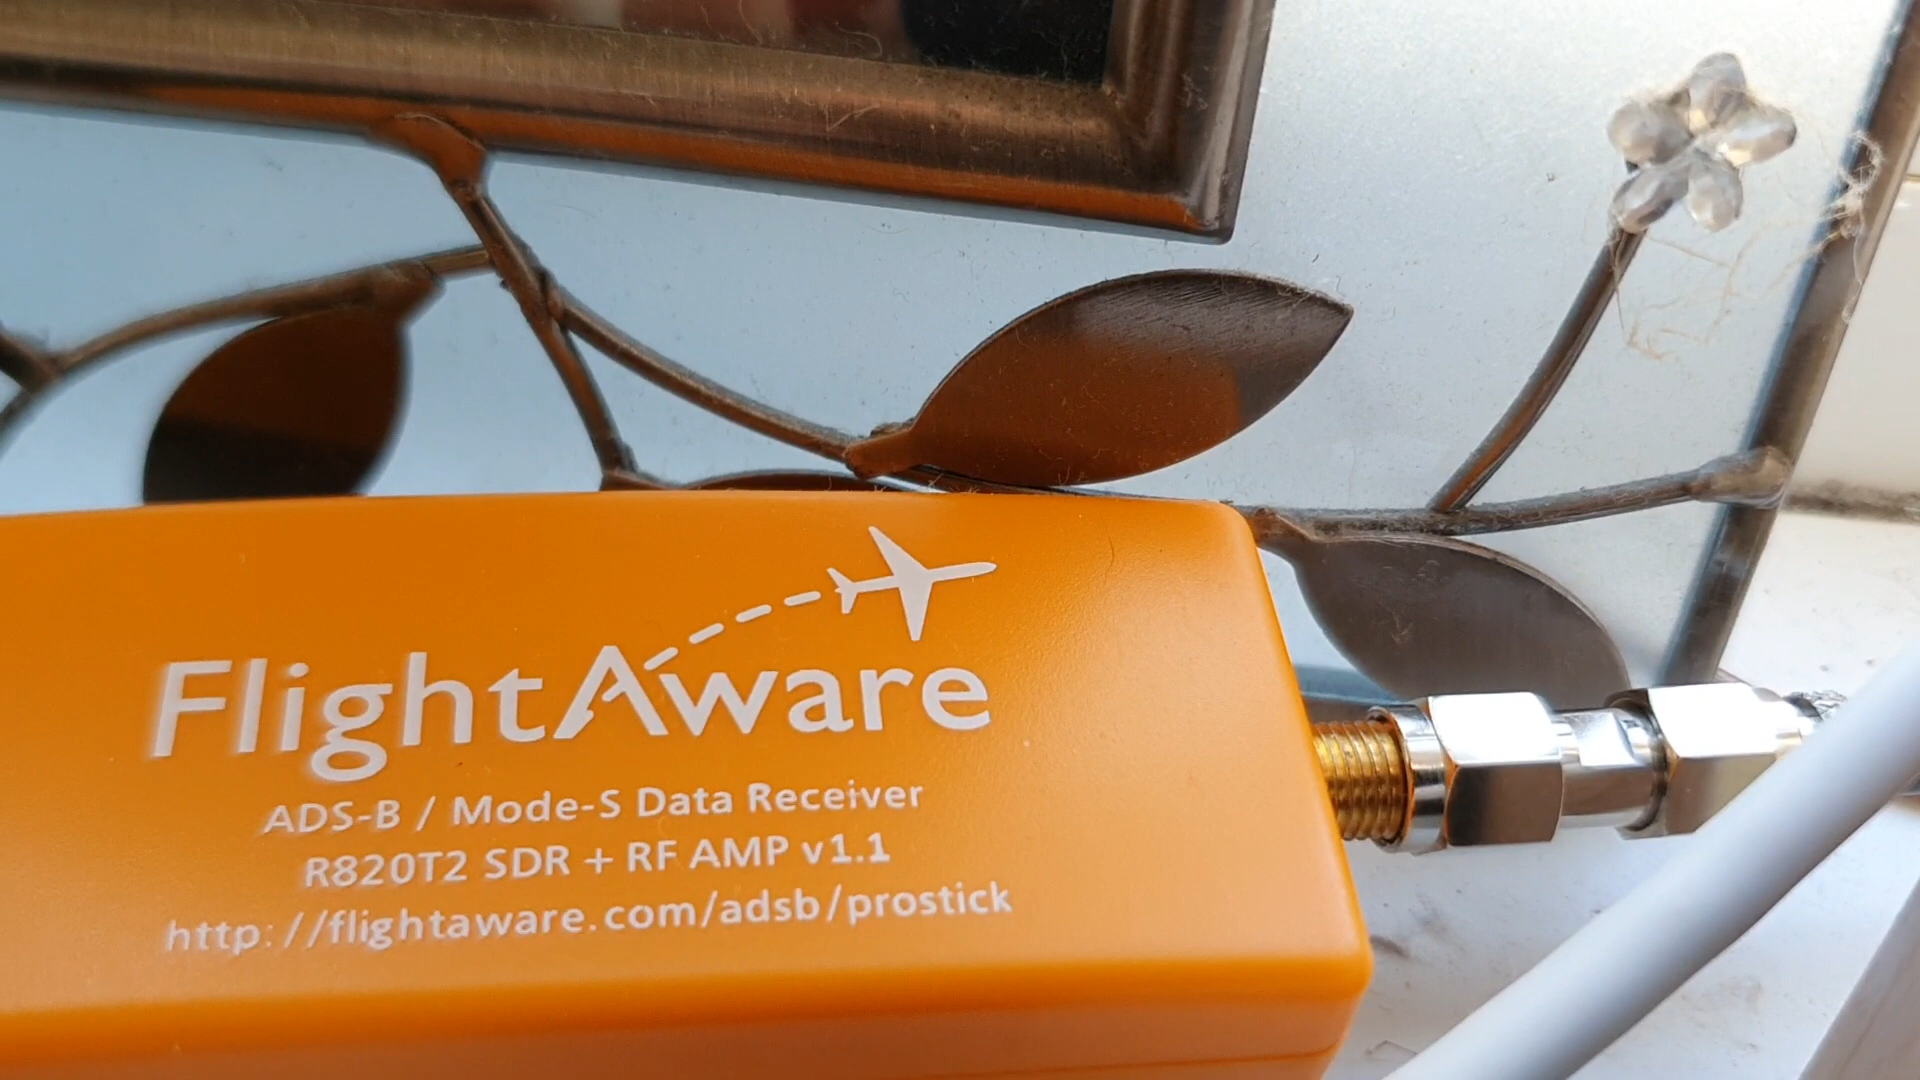 FlightAware
ADS-B / Mode-S Data Receiver
R820T2 SDR + RF AMP v1.1
http://flightaware.com/adsb/prostick